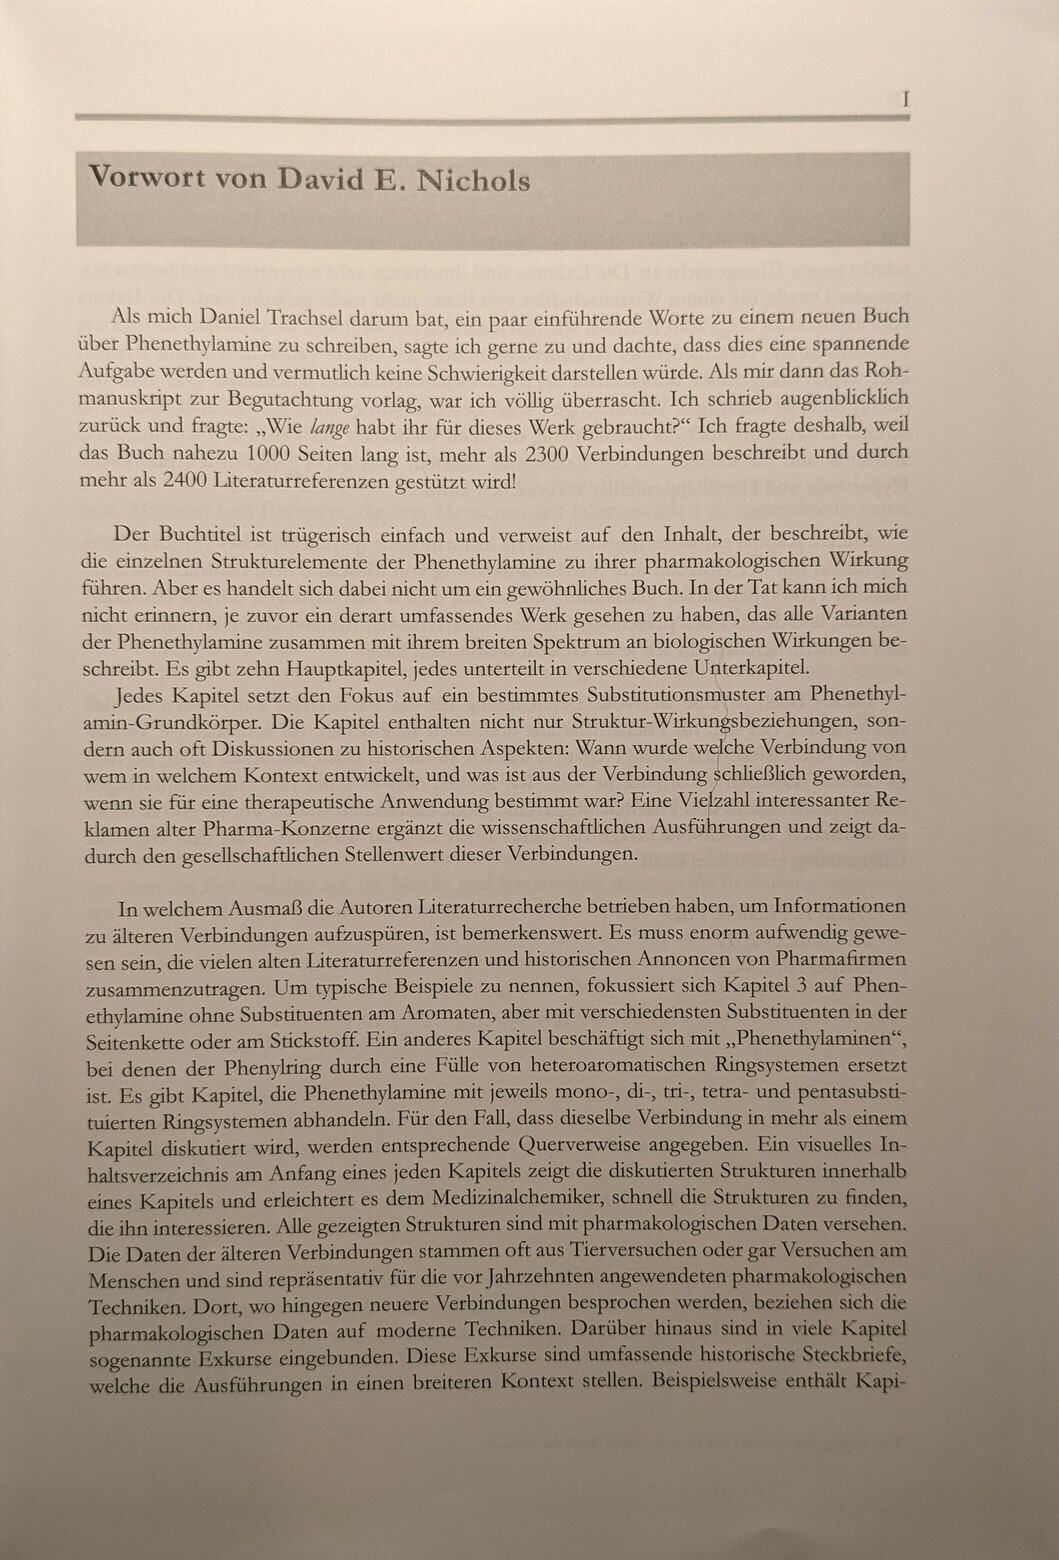 I
Vorwort von David E. Nichols
Als mich Daniel Trachsel darum bat, ein paar einführende Worte zu einem neuen Buch
über Phenethylamine zu schreiben, sagte ich gerne zu und dachte, dass dies eine spannende
Aufgabe werden und vermutlich keine Schwierigkeit darstellen würde. Als mir dann das Roh-
manuskript zur Begutachtung vorlag, war ich völlig überrascht. Ich schrieb augenblicklich
zurück und fragte: „Wie lange habt ihr für dieses Werk gebraucht?“ Ich fragte deshalb, weil
das Buch nahezu 1000 Seiten lang ist, mehr als 2300 Verbindungen beschreibt und durch
mehr als 2400 Literaturreferenzen gestützt wird!
Der Buchtitel ist trügerisch einfach und verweist auf den Inhalt, der beschreibt, wie
die einzelnen Strukturelemente der Phenethylamine zu ihrer pharmakologischen Wirkung
führen. Aber es handelt sich dabei nicht um ein gewöhnliches Buch. In der Tat kann ich mich
nicht erinnern, je zuvor ein derart umfassendes Werk gesehen zu haben, das alle Varianten
der Phenethylamine zusammen mit ihrem breiten Spektrum an biologischen Wirkungen be-
schreibt. Es gibt zehn Hauptkapitel, jedes unterteilt in verschiedene Unterkapitel.
Jedes Kapitel setzt den Fokus auf ein bestimmtes Substitutionsmuster am Phenethyl-
amin-Grundkörper. Die Kapitel enthalten nicht nur Struktur-Wirkungsbeziehungen, son-
dern auch oft Diskussionen zu historischen Aspekten: Wann wurde welche Verbindung von
wem in welchem Kontext entwickelt, und was ist aus der Verbindung schließlich geworden,
wenn sie für eine therapeutische Anwendung bestimmt war? Eine Vielzahl interessanter Re-
klamen alter Pharma-Konzerne ergänzt die wissenschaftlichen Ausführungen und zeigt da-
durch den gesellschaftlichen Stellenwert dieser Verbindungen.
In welchem Ausmaß die Autoren Literaturrecherche betrieben haben, um Informationen
zu älteren Verbindungen aufzuspüren, ist bemerkenswert. Es muss enorm aufwendig gewe-
sen sein, die vielen alten Literaturreferenzen und historischen Annoncen von Pharmafirmen
zusammenzutragen. Um typische Beispiele zu nennen, fokussiert sich Kapitel 3 auf Phen-
ethylamine ohne Substituenten am Aromaten, aber mit verschiedensten Substituenten in der
Seitenkette oder am Stickstoff. Ein anderes Kapitel beschäftigt sich mit „Phenethylaminen“,
bei denen der Phenylring durch eine Fülle von heteroaromatischen Ringsystemen ersetzt
ist. Es gibt Kapitel, die Phenethylamine mit jeweils mono-, di-, tri-, tetra- und pentasubsti-
tuierten Ringsystemen abhandeln. Für den Fall, dass dieselbe Verbindung in mehr als einem
Kapitel diskutiert wird, werden entsprechende Querverweise angegeben. Ein visuelles In-
haltsverzeichnis am Anfang eines jeden Kapitels zeigt die diskutierten Strukturen innerhalb
eines Kapitels und erleichtert es dem Medizinalchemiker, schnell die Strukturen zu finden,
die ihn interessieren. Alle gezeigten Strukturen sind mit pharmakologischen Daten versehen.
Die Daten der älteren Verbindungen stammen oft aus Tierversuchen oder gar Versuchen am
Menschen und sind repräsentativ für die vor Jahrzehnten angewendeten pharmakologischen
Techniken. Dort, wo hingegen neuere Verbindungen besprochen werden, beziehen sich die
pharmakologischen Daten auf moderne Techniken. Darüber hinaus sind in viele Kapitel
sogenannte Exkurse eingebunden. Diese Exkurse sind umfassende historische Steckbriefe,
welche die Ausführungen in einen breiteren Kontext stellen. Beispielsweise enthält Kapi-